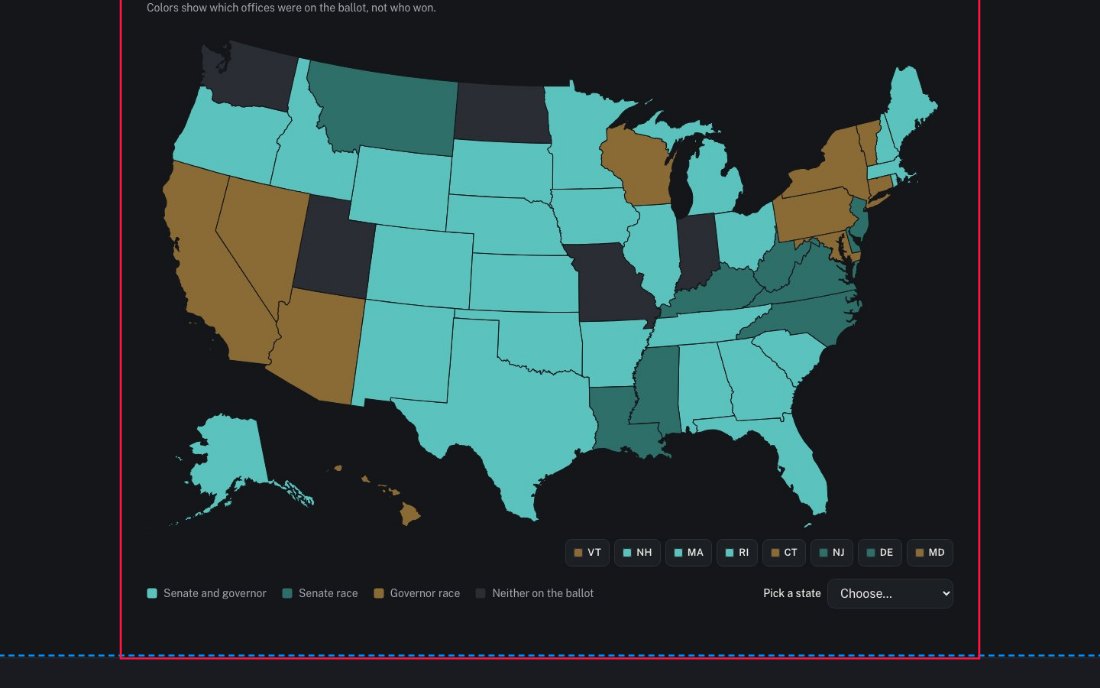 Colors show which offices were on the ballot, not who won.
VT NH MA RI CT NJ DE MD
Senate and governor Senate race Governor race Neither on the ballot Pick a state Choose...